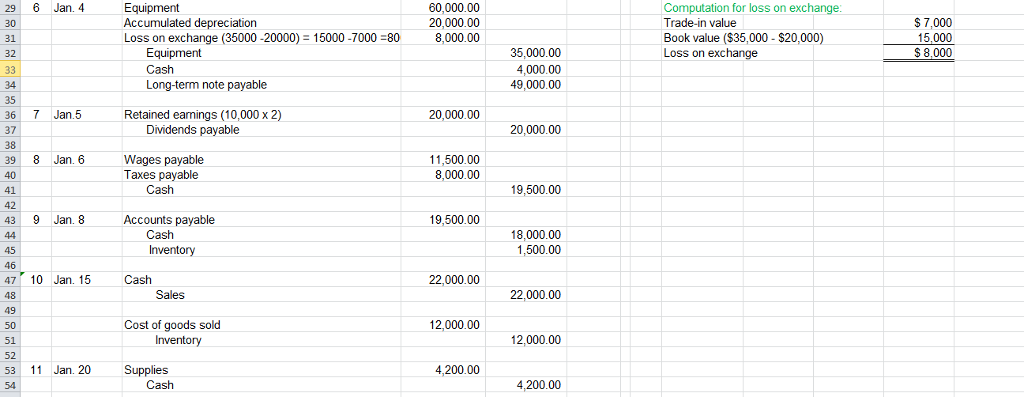 29 6 Jan. 4 Equipment 60,000.00 Computation for loss on exchange:
30 Accumulated depreciation 20,000.00 Trade-in value $ 7,000
31 Loss on exchange (35000 -20000) = 15000 -7000 =80 8,000.00 Book value ($35,000 - $20,000) 15,000
32 Equipment 35,000.00 Loss on exchange $ 8,000
33 Cash 4,000.00
34 Long-term note payable 49,000.00
35
36 7 Jan.5 Retained earnings (10,000 x 2) 20,000.00
37 Dividends payable 20,000.00
38
39 8 Jan. 6 Wages payable 11,500.00
40 Taxes payable 8,000.00
41 Cash 19,500.00
42
43 9 Jan. 8 Accounts payable 19,500.00
44 Cash 18,000.00
45 Inventory 1,500.00
46
47 10 Jan. 15 Cash 22,000.00
48 Sales 22,000.00
49
50 Cost of goods sold 12,000.00
51 Inventory 12,000.00
52
53 11 Jan. 20 Supplies 4,200.00
54 Cash 4,200.00